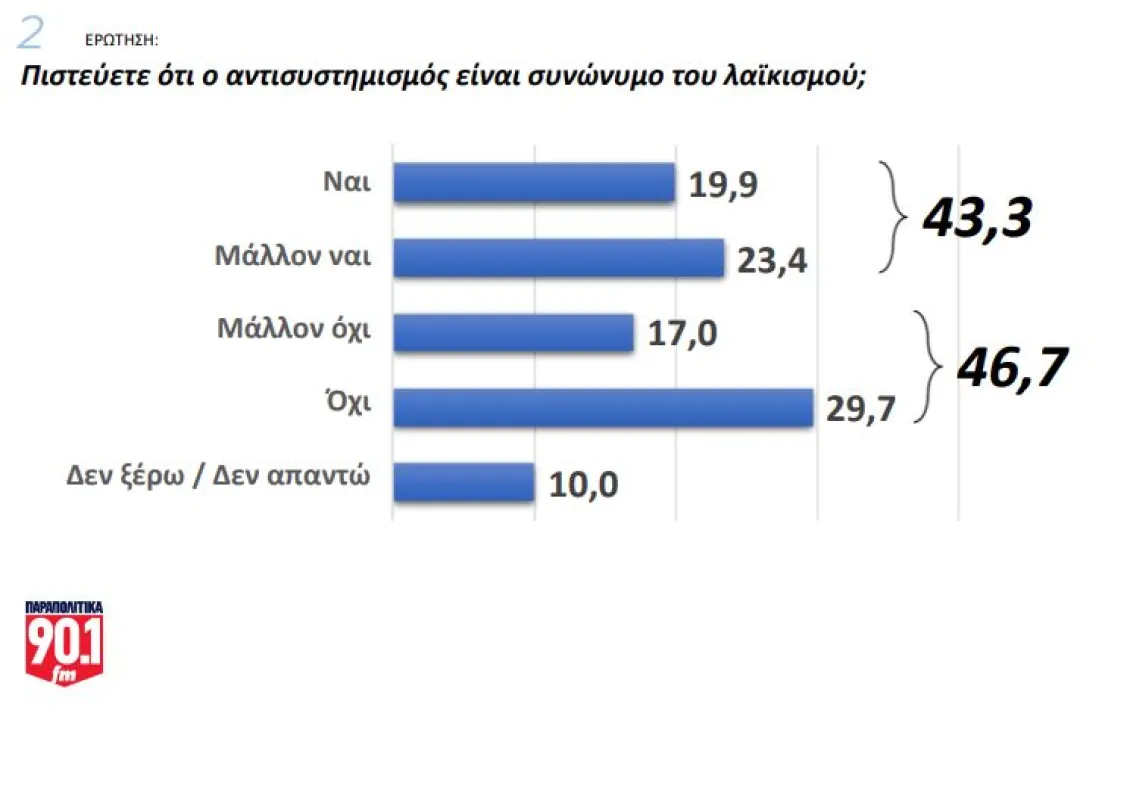 2
ΕΡΩΤΗΣΗ:
Πιστεύετε ότι ο αντισυστημισμός είναι συνώνυμο του λαϊκισμού;
Ναι 19,9
Μάλλον ναι 23,4
43,3
Μάλλον όχι 17,0
Όχι 29,7
46,7
Δεν ξέρω / Δεν απαντώ 10,0
ΠΑΡΑΠΟΛΙΤΙΚΑ
90.1
fm